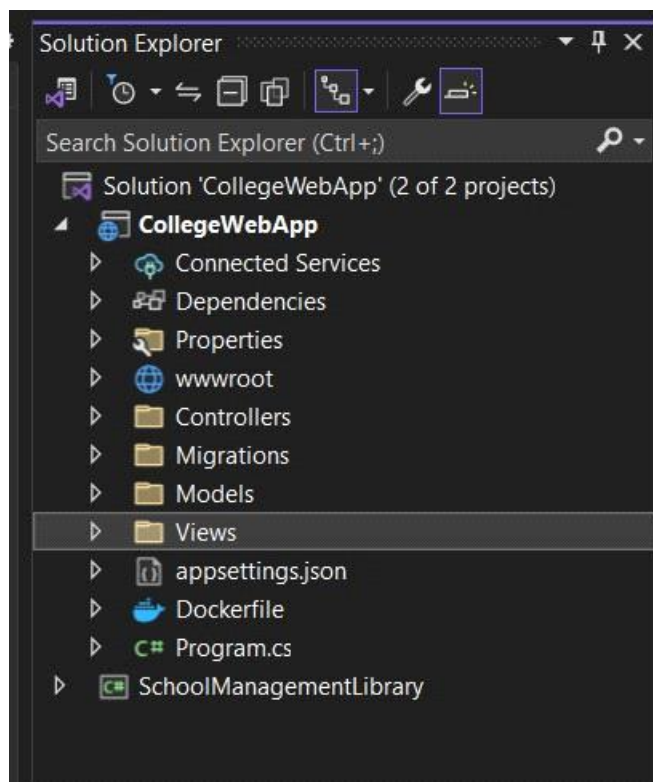 Solution Explorer
Search Solution Explorer (Ctrl+;)
Solution 'CollegeWebApp' (2 of 2 projects)
CollegeWebApp
Connected Services
Dependencies
Properties
wwwroot
Controllers
Migrations
Models
Views
appsettings.json
Dockerfile
C# Program.cs
C# SchoolManagementLibrary